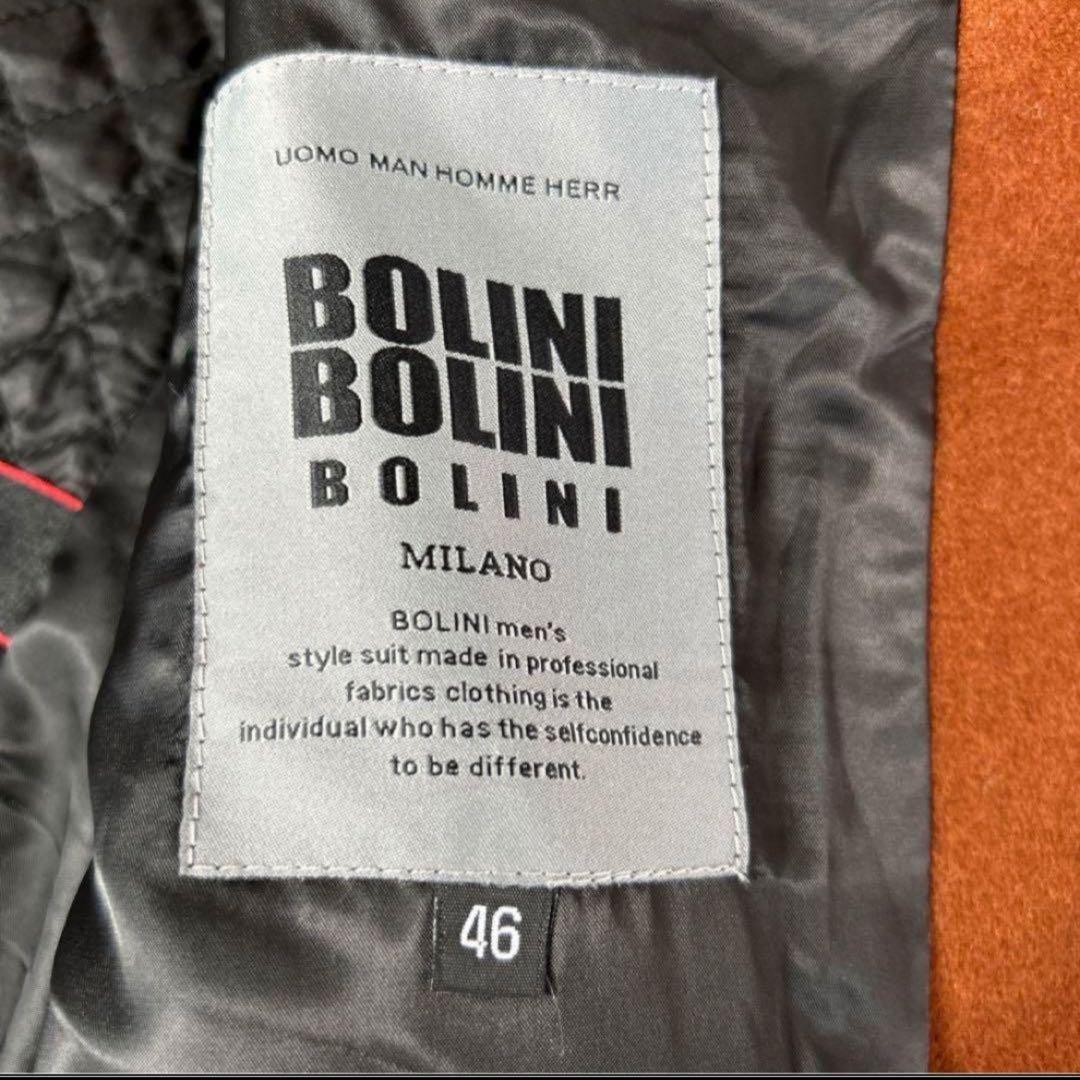 UOMO MAN HOMME HERR
BOLINI
BOLINI
BOLINI
MILANO
BOLINI men's
style suit made in professional
fabrics clothing is the
individual who has the selfconfidence
to be different.
46